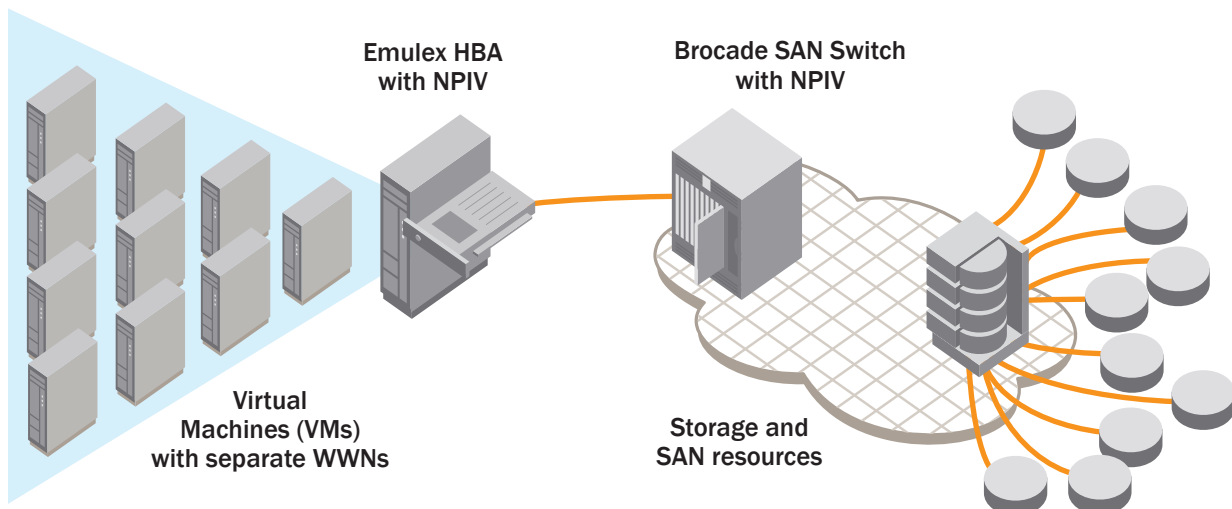 Emulex HBA
with NPIV
Brocade SAN Switch
with NPIV
Virtual
Machines (VMs)
with separate WWNs
Storage and
SAN resources